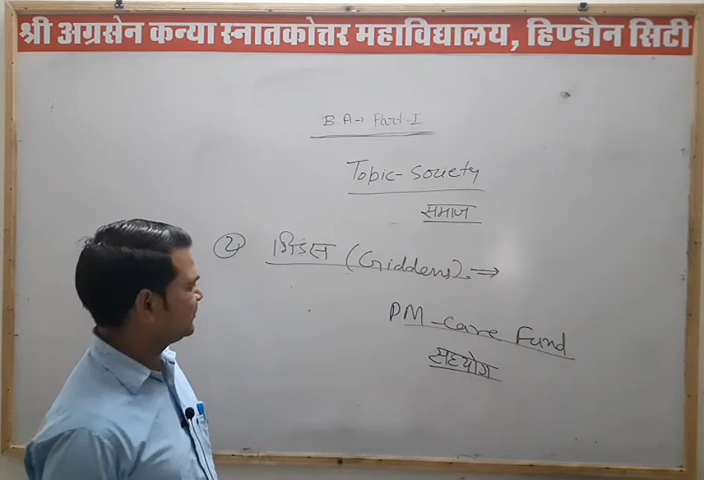 श्री अग्रसेन कन्या स्नातकोत्तर महाविद्यालय, हिण्डौन सिटी
B.A→ Part-I
Topic-Society
समाज
② गिडंस (Giddens) ⇒
PM-Care Fund
सहयोग